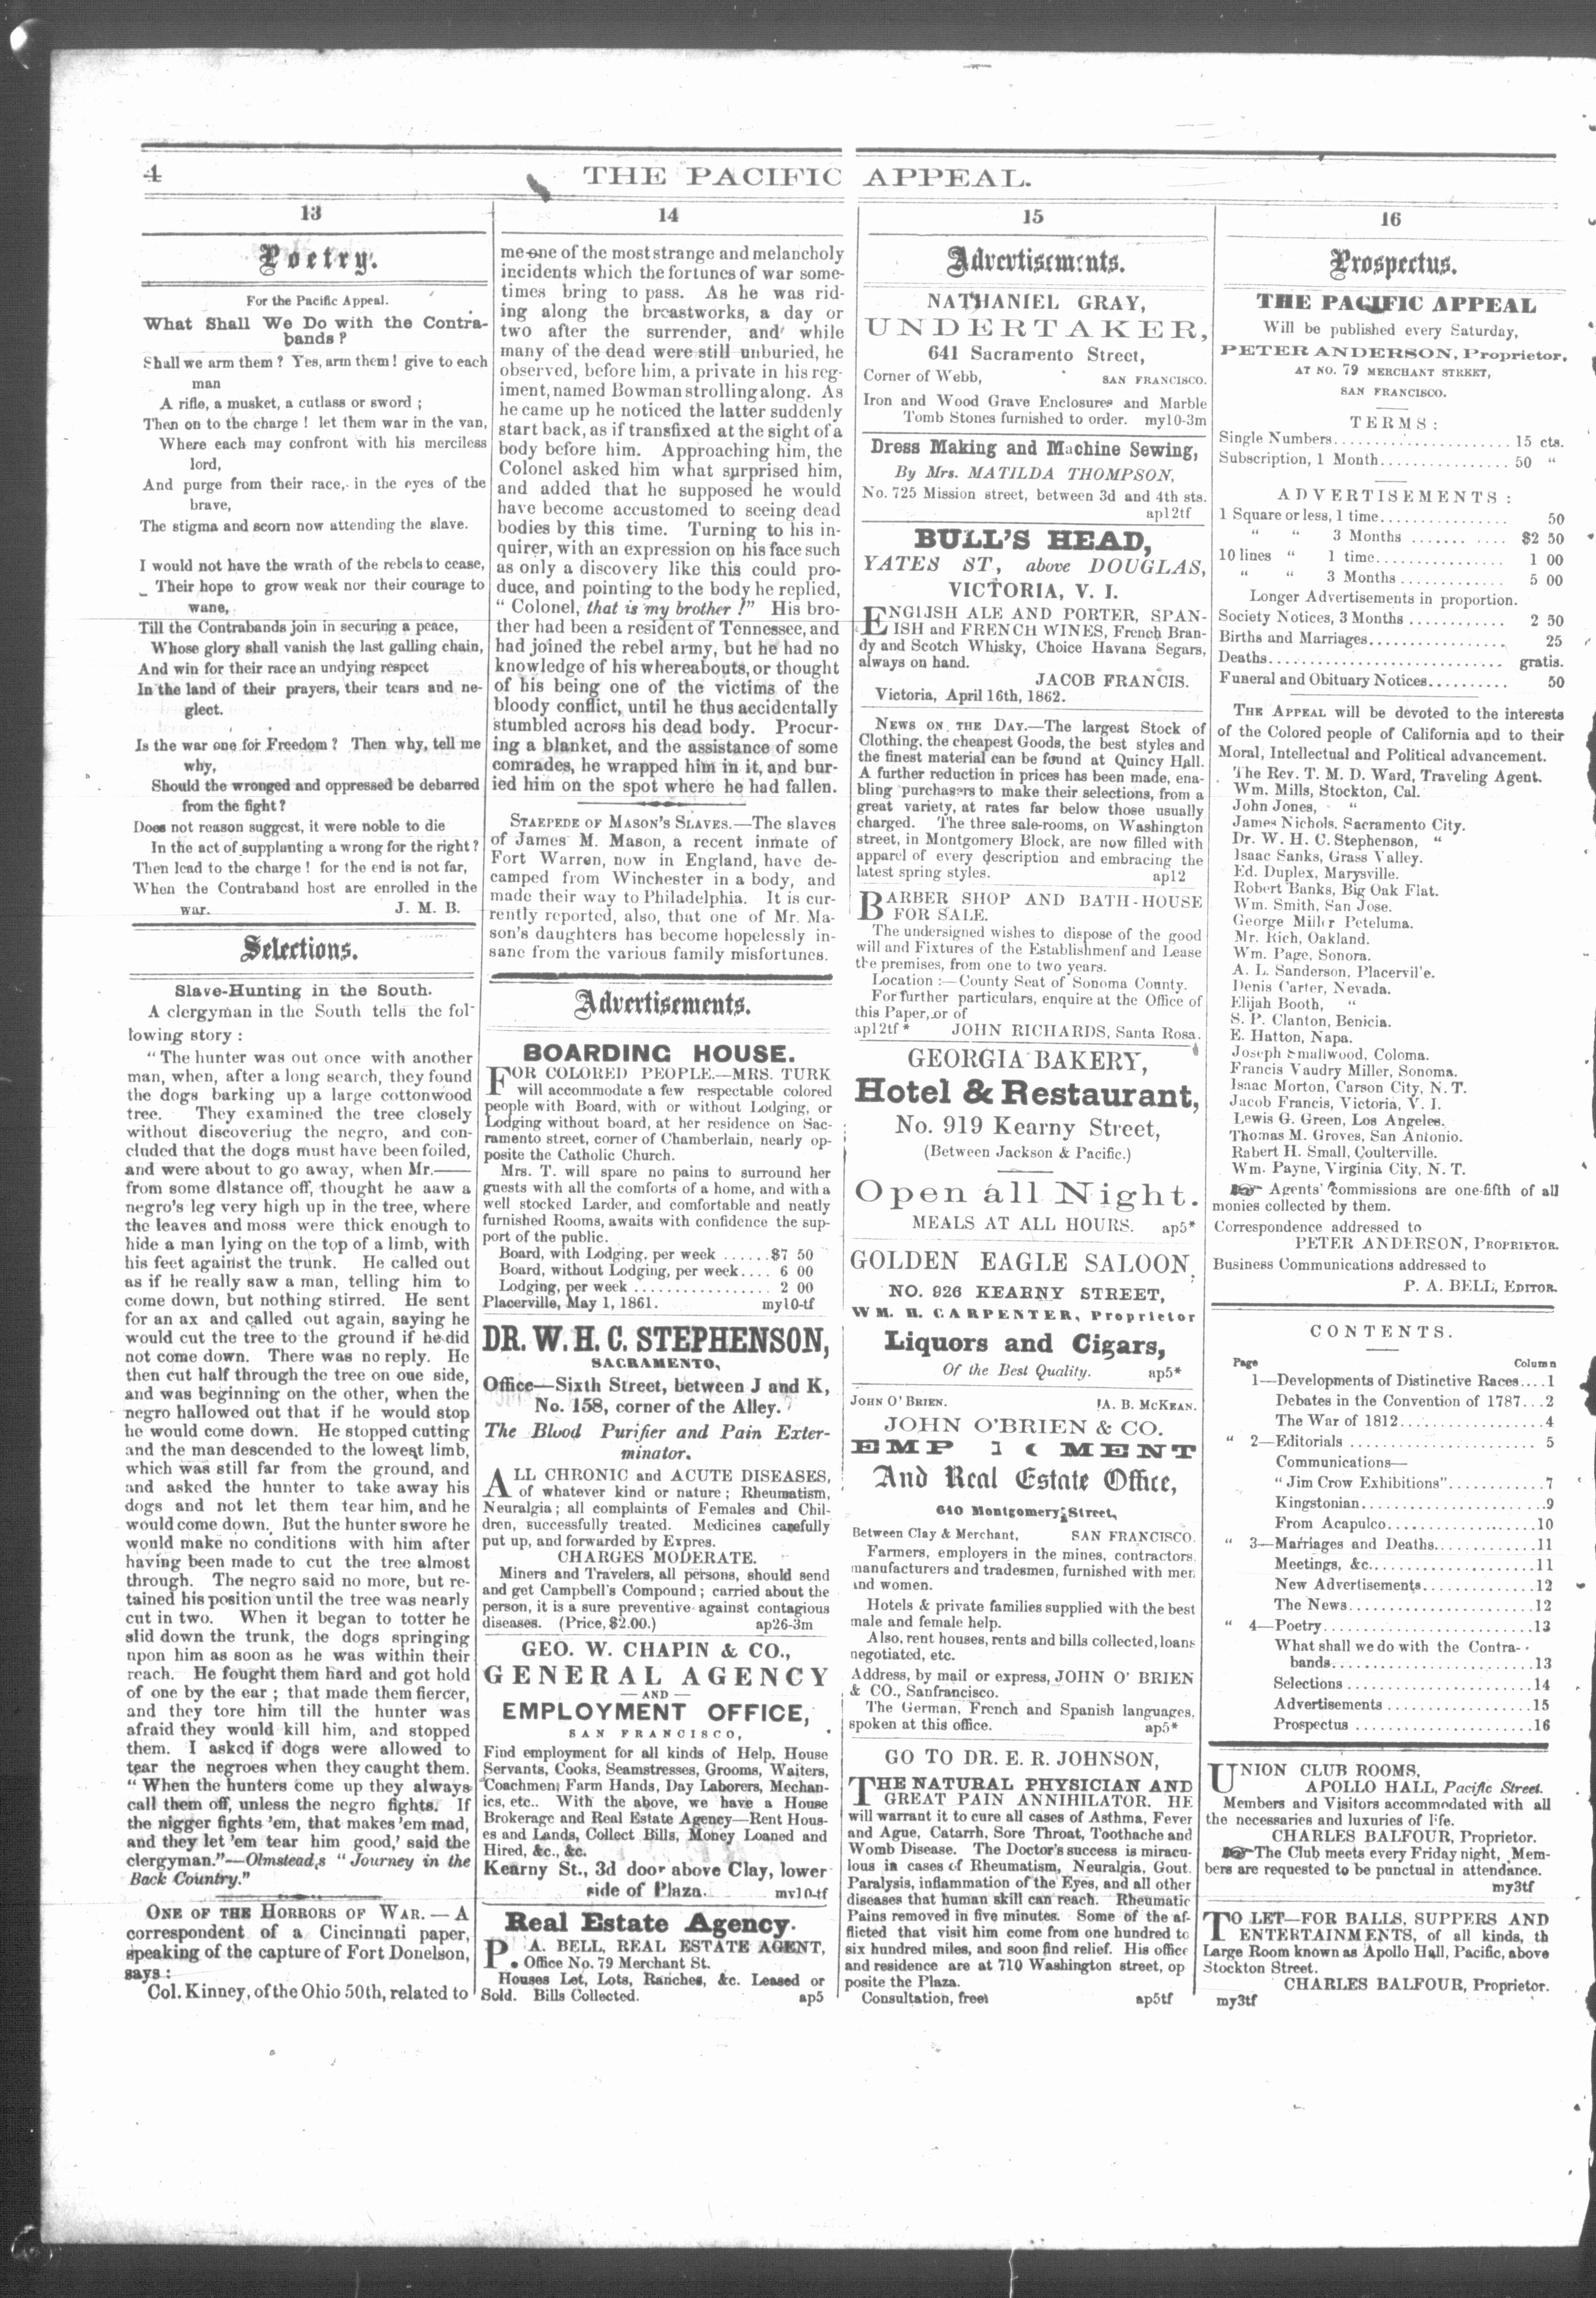 4
THE PACIFIC APPEAL.
13
Poetry.
For the Pacific Appeal.
What Shall We Do with the Contra-
bands?
Shall we arm them? Yes, arm them! give to each
man
A rifle, a musket, a cutlass or sword;
Then on to the charge! let them war in the van,
Where each may confront with his merciless
lord,
And purge from their race, in the eyes of the
brave,
The stigma and scorn now attending the slave.
I would not have the wrath of the rebels to cease,
Their hope to grow weak nor their courage to
wane,
Till the Contrabands join in securing a peace,
Whose glory shall vanish the last galling chain,
And win for their race an undying respect
In the land of their prayers, their tears and ne-
glect.
Is the war one for Freedom? Then why, tell me
why,
Should the wronged and oppressed be debarred
from the fight?
Does not reason suggest, it were noble to die
In the act of supplanting a wrong for the right?
Then lead to the charge! for the end is not far,
When the Contraband host are enrolled in the
war. J. M. B.
Selections.
Slave-Hunting in the South.
A clergyman in the South tells the fol-
lowing story:
"The hunter was out once with another
man, when, after a long search, they found
the dogs barking up a large cottonwood
tree. They examined the tree closely
without discovering the negro, and con-
cluded that the dogs must have been foiled,
and were about to go away, when Mr.——
from some distance off, thought he aaw a
negro's leg very high up in the tree, where
the leaves and moss were thick enough to
hide a man lying on the top of a limb, with
his feet against the trunk. He called out
as if he really saw a man, telling him to
come down, but nothing stirred. He sent
for an ax and called out again, saying he
would cut the tree to the ground if he did
not come down. There was no reply. He
then cut half through the tree on one side,
and was beginning on the other, when the
negro hallowed out that if he would stop
he would come down. He stopped cutting
and the man descended to the lowest limb,
which was still far from the ground, and
and asked the hunter to take away his
dogs and not let them tear him, and he
would come down. But the hunter swore he
would make no conditions with him after
having been made to cut the tree almost
through. The negro said no more, but re-
tained his position until the tree was nearly
cut in two. When it began to totter he
slid down the trunk, the dogs springing
upon him as soon as he was within their
reach. He fought them hard and got hold
of one by the ear; that made them fiercer,
and they tore him till the hunter was
afraid they would kill him, and stopped
them. I asked if dogs were allowed to
tear the negroes when they caught them.
"When the hunters come up they always
call them off, unless the negro fights. If
the nigger fights 'em, that makes 'em mad,
and they let 'em tear him good,' said the
clergyman."—Olmstead,s "Journey in the
Back Country."
ONE OF THE HORRORS OF WAR.—A
correspondent of a Cincinnati paper,
speaking of the capture of Fort Donelson,
says:
Col. Kinney, of the Ohio 50th, related to
14
me one of the most strange and melancholy
incidents which the fortunes of war some-
times bring to pass. As he was rid-
ing along the breastworks, a day or
two after the surrender, and while
many of the dead were still unburied, he
observed, before him, a private in his reg-
iment, named Bowman strolling along. As
he came up he noticed the latter suddenly
start back, as if transfixed at the sight of a
body before him. Approaching him, the
Colonel asked him what surprised him,
and added that he supposed he would
have become accustomed to seeing dead
bodies by this time. Turning to his in-
quirer, with an expression on his face such
as only a discovery like this could pro-
duce, and pointing to the body he replied,
"Colonel, that is my brother!" His bro-
ther had been a resident of Tennessee, and
had joined the rebel army, but he had no
knowledge of his whereabouts, or thought
of his being one of the victims of the
bloody conflict, until he thus accidentally
stumbled across his dead body. Procur-
ing a blanket, and the assistance of some
comrades, he wrapped him in it, and bur-
ied him on the spot where he had fallen.
STAEPEDE OF MASON'S SLAVES.—The slaves
of James M. Mason, a recent inmate of
Fort Warren, now in England, have de-
camped from Winchester in a body, and
made their way to Philadelphia. It is cur-
rently reported, also, that one of Mr. Ma-
son's daughters has become hopelessly in-
sane from the various family misfortunes.
Advertisements.
BOARDING HOUSE.
FOR COLORED PEOPLE.—MRS. TURK
will accommodate a few respectable colored
people with Board, with or without Lodging, or
Lodging without board, at her residence on Sac-
ramento street, corner of Chamberlain, nearly op-
posite the Catholic Church.
Mrs. T. will spare no pains to surround her
guests with all the comforts of a home, and with a
well stocked Larder, and comfortable and neatly
furnished Rooms, awaits with confidence the sup-
port of the public.
Board, with Lodging, per week ......$7 50
Board, without Lodging, per week.... 6 00
Lodging, per week ................. 2 00
Placerville, May 1, 1861. my10-tf
DR. W. H. C. STEPHENSON,
SACRAMENTO,
Office—Sixth Street, between J and K,
No. 158, corner of the Alley.
The Blood Purifier and Pain Exter-
minator.
ALL CHRONIC and ACUTE DISEASES,
of whatever kind or nature; Rheumatism,
Neuralgia; all complaints of Females and Chil-
dren, successfully treated. Medicines carefully
put up, and forwarded by Expres.
CHARGES MODERATE.
Miners and Travelers, all persons, should send
and get Campbell's Compound; carried about the
person, it is a sure preventive against contagious
diseases. (Price, $2.00.) ap26-3m
GEO. W. CHAPIN & CO.,
GENERAL AGENCY
—AND—
EMPLOYMENT OFFICE,
SAN FRANCISCO,
Find employment for all kinds of Help, House
Servants, Cooks, Seamstresses, Grooms, Waiters,
Coachmen, Farm Hands, Day Laborers, Mechan-
ics, etc.. With the above, we have a House
Brokerage and Real Estate Agency—Rent Hous-
es and Lands, Collect Bills, Money Loaned and
Hired, &c., &c.
Kearny St., 3d door above Clay, lower
side of Plaza. my10-tf
Real Estate Agency.
P. A. BELL, REAL ESTATE AGENT,
Office No. 79 Merchant St.
Houses Let, Lots, Ranches, &c. Leased or
Sold. Bills Collected. ap5
15
Advertisements.
NATHANIEL GRAY,
UNDERTAKER,
641 Sacramento Street,
Corner of Webb, SAN FRANCISCO.
Iron and Wood Grave Enclosures and Marble
Tomb Stones furnished to order. my10-3m
Dress Making and Machine Sewing,
By Mrs. MATILDA THOMPSON,
No. 725 Mission street, between 3d and 4th sts.
ap12tf
BULL'S HEAD,
YATES ST, above DOUGLAS,
VICTORIA, V. I.
ENGLISH ALE AND PORTER, SPAN-
ISH and FRENCH WINES, French Bran-
dy and Scotch Whisky, Choice Havana Segars,
always on hand.
JACOB FRANCIS.
Victoria, April 16th, 1862.
NEWS ON THE DAY.—The largest Stock of
Clothing, the cheapest Goods, the best styles and
the finest material can be found at Quincy Hall.
A further reduction in prices has been made, ena-
bling purchasers to make their selections, from a
great variety, at rates far below those usually
charged. The three sale-rooms, on Washington
street, in Montgomery Block, are now filled with
apparel of every description and embracing the
latest spring styles. ap12
BARBER SHOP AND BATH-HOUSE
FOR SALE.
The undersigned wishes to dispose of the good
will and Fixtures of the Establishmenf and Lease
the premises, from one to two years.
Location:—County Seat of Sonoma County.
For further particulars, enquire at the Office of
this Paper, or of
ap12tf* JOHN RICHARDS, Santa Rosa.
GEORGIA BAKERY,
Hotel & Restaurant,
No. 919 Kearny Street,
(Between Jackson & Pacific.)
Open all Night.
MEALS AT ALL HOURS. ap5*
GOLDEN EAGLE SALOON,
NO. 926 KEARNY STREET,
WM. H. CARPENTER, Proprietor
Liquors and Cigars,
Of the Best Quality. ap5*
JOHN O'BRIEN. A. B. MCKEAN.
JOHN O'BRIEN & CO.
EMP MENT
And Real Estate Office,
640 Montgomery Street,
Between Clay & Merchant, SAN FRANCISCO.
Farmers, employers in the mines, contractors,
manufacturers and tradesmen, furnished with men
and women.
Hotels & private families supplied with the best
male and female help.
Also, rent houses, rents and bills collected, loans
negotiated, etc.
Address, by mail or express, JOHN O' BRIEN
& CO., Sanfrancisco.
The German, French and Spanish languages,
spoken at this office. ap5*
GO TO DR. E. R. JOHNSON,
THE NATURAL PHYSICIAN AND
GREAT PAIN ANNIHILATOR. HE
will warrant it to cure all cases of Asthma, Fever
and Ague, Catarrh, Sore Throat, Toothache and
Womb Disease. The Doctor's success is miracu-
lous in cases of Rheumatism, Neuralgia, Gout.
Paralysis, inflammation of the Eyes, and all other
diseases that human skill can reach. Rheumatic
Pains removed in five minutes. Some of the af-
flicted that visit him come from one hundred to
six hundred miles, and soon find relief. His office
and residence are at 710 Washington street, op
posite the Plaza.
Consultation, free. ap5tf
16
Prospectus.
THE PACIFIC APPEAL
Will be published every Saturday,
PETER ANDERSON, Proprietor,
AT NO. 79 MERCHANT STREET,
SAN FRANCISCO.
TERMS:
Single Numbers........................ 15 cts.
Subscription, 1 Month................ 50 "
ADVERTISEMENTS:
1 Square or less, 1 time................ 50
" " 3 Months ....... .... $2 50
10 lines " 1 time................ 1 00
" " 3 Months ............. 5 00
Longer Advertisements in proportion.
Society Notices, 3 Months ............ 2 50
Births and Marriages................. 25
Deaths............................. gratis.
Funeral and Obituary Notices.......... 50
THE APPEAL will be devoted to the interests
of the Colored people of California and to their
Moral, Intellectual and Political advancement.
The Rev. T. M. D. Ward, Traveling Agent.
Wm. Mills, Stockton, Cal.
John Jones, "
James Nichols, Sacramento City.
Dr. W. H. C. Stephenson, "
Isaac Sanks, Grass Valley.
Ed. Duplex, Marysville.
Robert Banks, Big Oak Flat.
Wm. Smith, San Jose.
George Miller Peteluma.
Mr. Rich, Oakland.
Wm. Page, Sonora.
A. L. Sanderson, Placervil'e.
Denis Carter, Nevada.
Elijah Booth, "
S. P. Clanton, Benicia.
E. Hatton, Napa.
Joseph Smallwood, Coloma.
Francis Vaudry Miller, Sonoma.
Isaac Morton, Carson City, N. T.
Jacob Francis, Victoria, V. I.
Lewis G. Green, Los Angeles.
Thomas M. Groves, San Antonio.
Rabert H. Small, Coulterville.
Wm. Payne, Virginia City, N. T.
Agents' commissions are one-fifth of all
monies collected by them.
Correspondence addressed to
PETER ANDERSON, PROPRIETOR.
Business Communications addressed to
P. A. BELL, EDITOR.
CONTENTS.
Page Column
1—Developments of Distinctive Races....1
Debates in the Convention of 1787...2
The War of 1812..................4
" 2—Editorials ....................... 5
Communications—
"Jim Crow Exhibitions"............7
Kingstonian.......................9
From Acapulco...................10
" 3—Marriages and Deaths.............11
Meetings, &c......................11
New Advertisements...............12
The News........................12
" 4—Poetry...........................13
What shall we do with the Contra-
bands..........................13
Selections ........................14
Advertisements ...................15
Prospectus .......................16
UNION CLUB ROOMS,
APOLLO HALL, Pacific Street.
Members and Visitors accommodated with all
the necessaries and luxuries of life.
CHARLES BALFOUR, Proprietor.
The Club meets every Friday night, Mem-
bers are requested to be punctual in attendance.
my3tf
TO LET—FOR BALLS, SUPPERS AND
ENTERTAINMENTS, of all kinds, th
Large Room known as Apollo Hall, Pacific, above
Stockton Street.
CHARLES BALFOUR, Proprietor.
my3tf